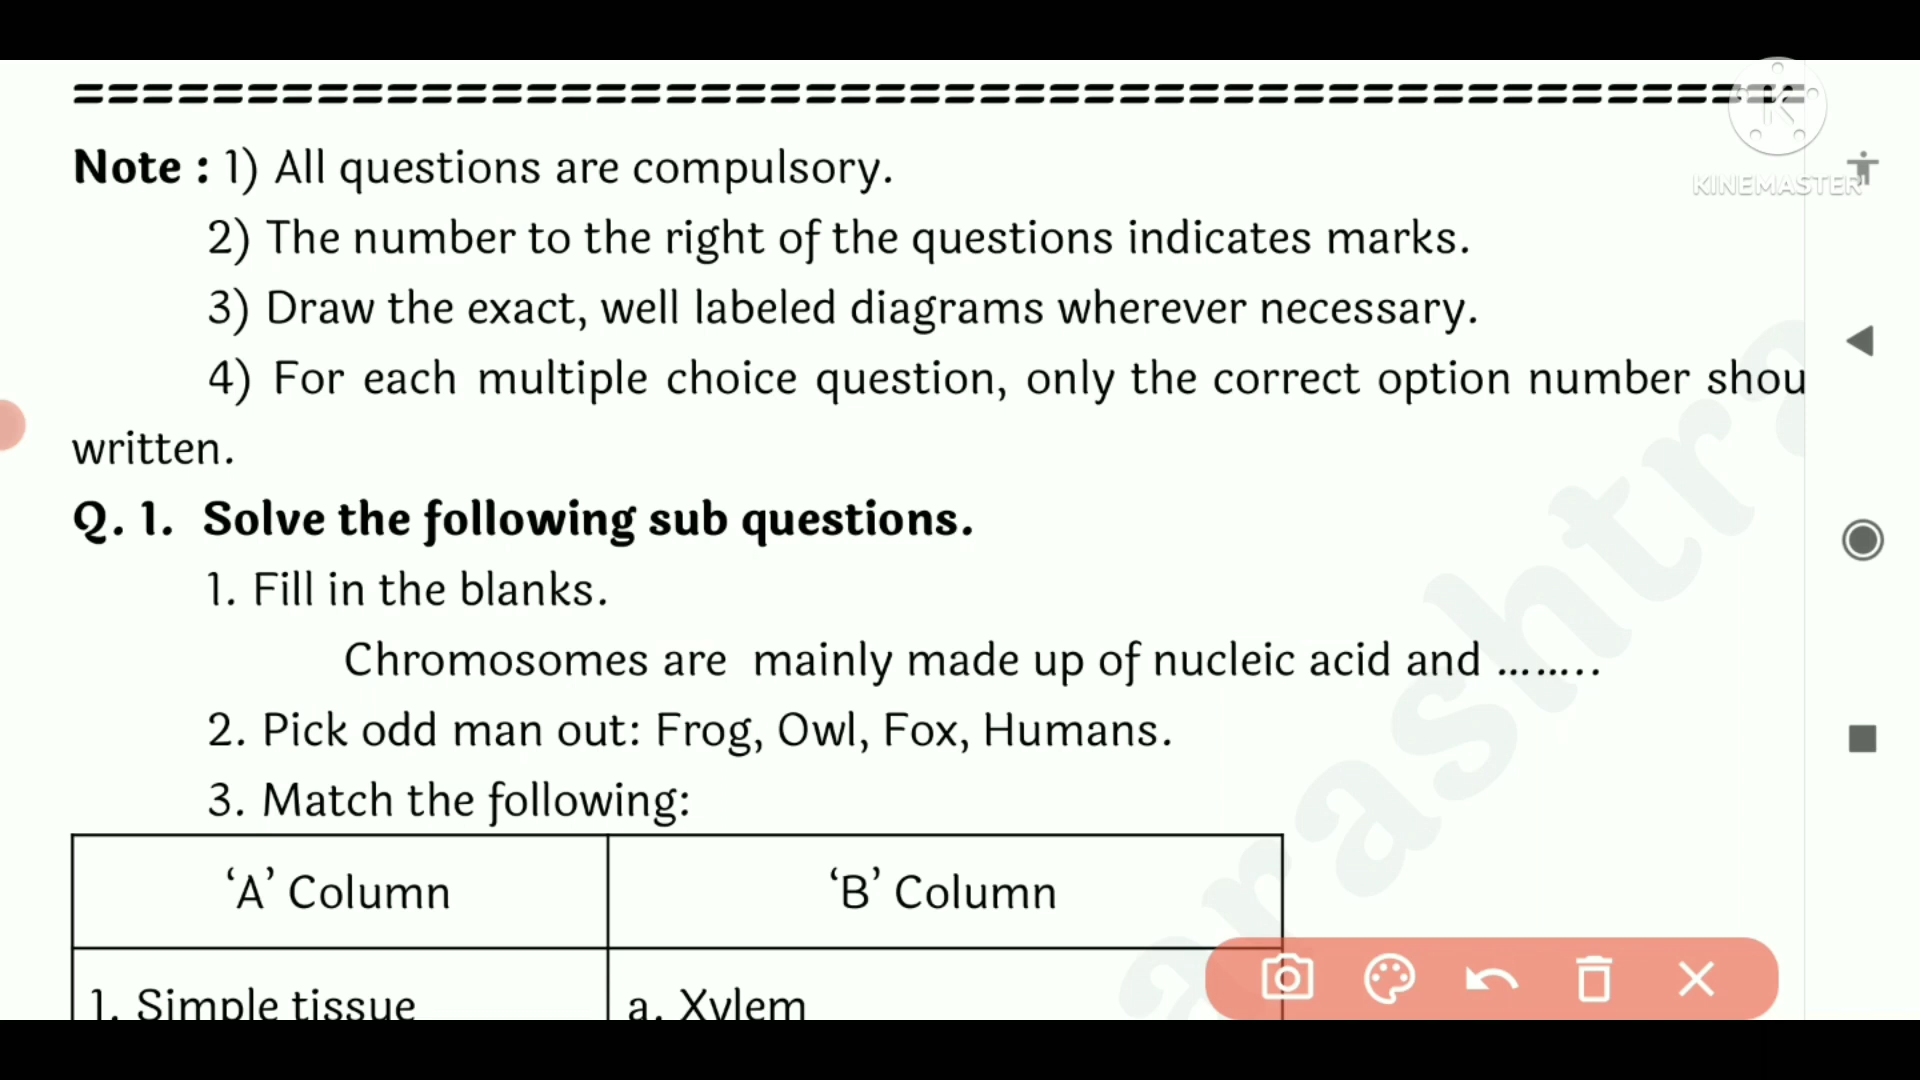 ==================================================
KINEMASTER
Note : 1) All questions are compulsory.
2) The number to the right of the questions indicates marks.
3) Draw the exact, well labeled diagrams wherever necessary.
4) For each multiple choice question, only the correct option number shou
written.
Q. 1. Solve the following sub questions.
1. Fill in the blanks.
Chromosomes are mainly made up of nucleic acid and ........
2. Pick odd man out: Frog, Owl, Fox, Humans.
3. Match the following:
‘A’ Column ‘B’ Column
1. Simple tissue a. Xylem
arashtra